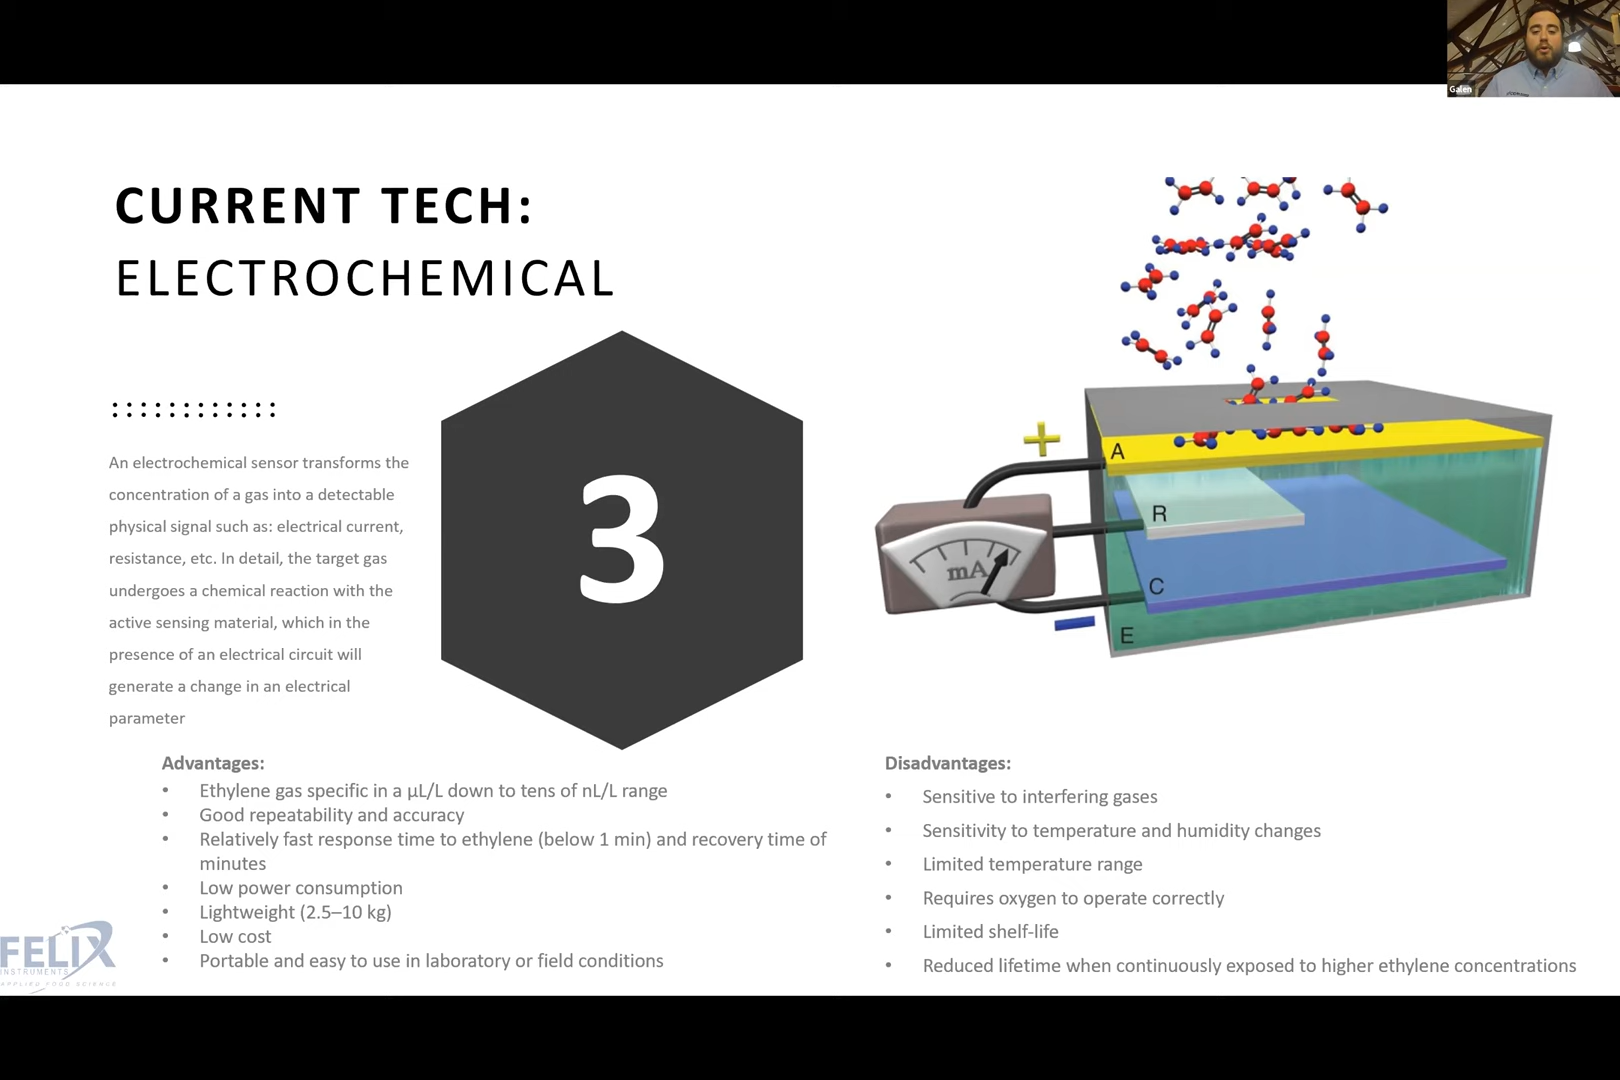 Galen
CURRENT TECH:
ELECTROCHEMICAL
An electrochemical sensor transforms the
concentration of a gas into a detectable
physical signal such as: electrical current,
resistance, etc. In detail, the target gas
undergoes a chemical reaction with the
active sensing material, which in the
presence of an electrical circuit will
generate a change in an electrical
parameter
3
+
A
R
mA
C
E
Advantages:
• Ethylene gas specific in a µL/L down to tens of nL/L range
• Good repeatability and accuracy
• Relatively fast response time to ethylene (below 1 min) and recovery time of
minutes
• Low power consumption
• Lightweight (2.5–10 kg)
• Low cost
• Portable and easy to use in laboratory or field conditions
Disadvantages:
• Sensitive to interfering gases
• Sensitivity to temperature and humidity changes
• Limited temperature range
• Requires oxygen to operate correctly
• Limited shelf-life
• Reduced lifetime when continuously exposed to higher ethylene concentrations
FELIX
INSTRUMENTS
APPLIED FOOD SCIENCE